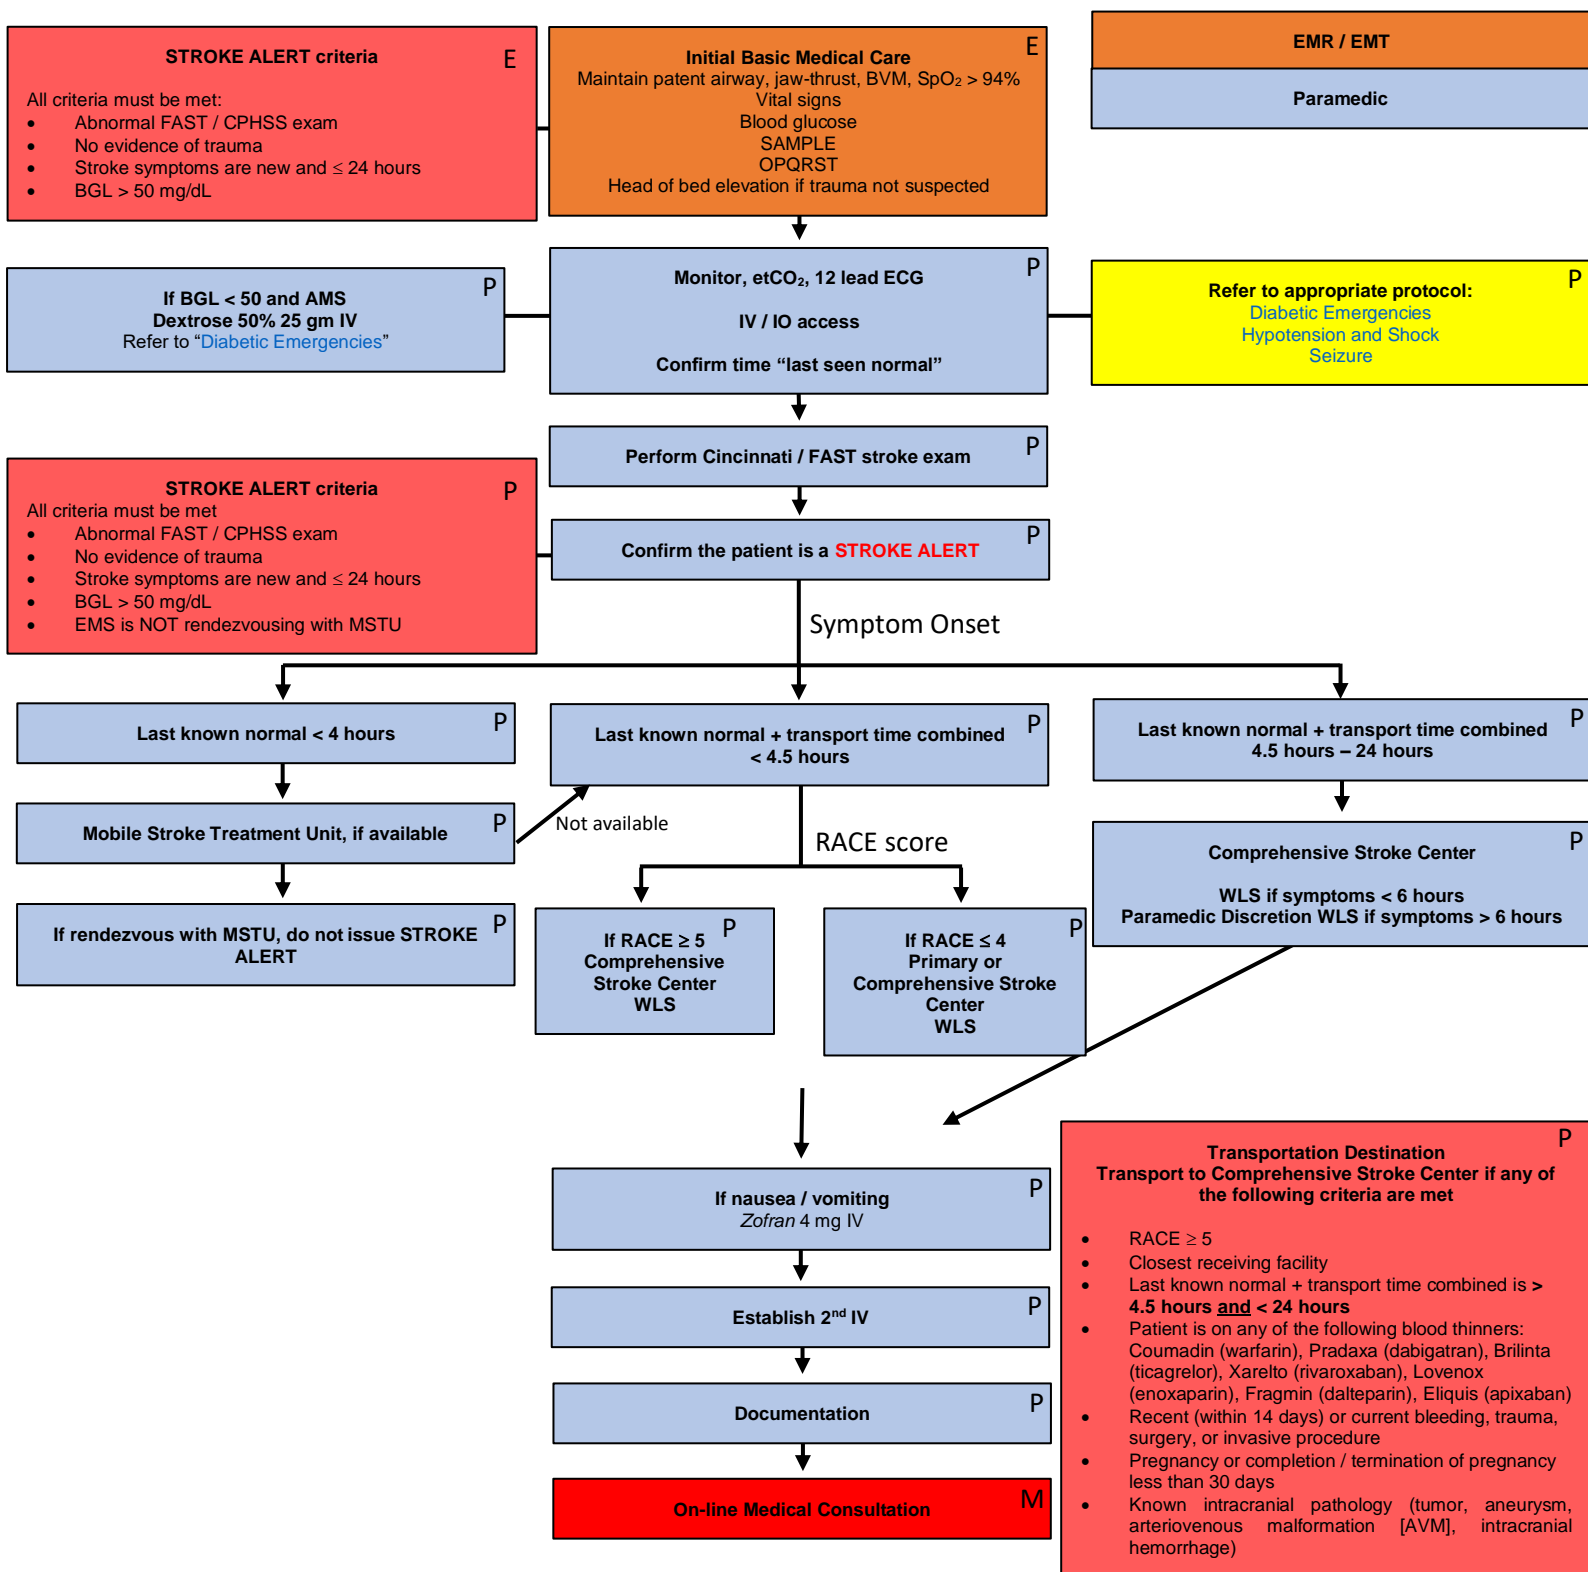 STROKE ALERT criteria
E
All criteria must be met:
• Abnormal FAST / CPHSS exam
• No evidence of trauma
• Stroke symptoms are new and ≤ 24 hours
• BGL > 50 mg/dL
Initial Basic Medical Care
E
Maintain patent airway, jaw-thrust, BVM, SpO₂ > 94%
Vital signs
Blood glucose
SAMPLE
OPQRST
Head of bed elevation if trauma not suspected
EMR / EMT
Paramedic
If BGL < 50 and AMS
P
Dextrose 50% 25 gm IV
Refer to “Diabetic Emergencies”
Monitor, etCO₂, 12 lead ECG
P
IV / IO access
Confirm time “last seen normal”
Refer to appropriate protocol:
P
Diabetic Emergencies
Hypotension and Shock
Seizure
Perform Cincinnati / FAST stroke exam
P
STROKE ALERT criteria
P
All criteria must be met
• Abnormal FAST / CPHSS exam
• No evidence of trauma
• Stroke symptoms are new and ≤ 24 hours
• BGL > 50 mg/dL
• EMS is NOT rendezvousing with MSTU
Confirm the patient is a STROKE ALERT
P
Symptom Onset
Last known normal < 4 hours
P
Mobile Stroke Treatment Unit, if available
P
Not available
If rendezvous with MSTU, do not issue STROKE
ALERT
P
Last known normal + transport time combined
< 4.5 hours
P
RACE score
If RACE ≥ 5
P
Comprehensive
Stroke Center
WLS
If RACE ≤ 4
P
Primary or
Comprehensive Stroke
Center
WLS
Last known normal + transport time combined
4.5 hours – 24 hours
P
Comprehensive Stroke Center
P
WLS if symptoms < 6 hours
Paramedic Discretion WLS if symptoms > 6 hours
If nausea / vomiting
P
Zofran 4 mg IV
Establish 2nd IV
P
Documentation
P
On-line Medical Consultation
M
Transportation Destination
P
Transport to Comprehensive Stroke Center if any of
the following criteria are met
• RACE ≥ 5
• Closest receiving facility
• Last known normal + transport time combined is >
4.5 hours and < 24 hours
• Patient is on any of the following blood thinners:
Coumadin (warfarin), Pradaxa (dabigatran), Brilinta
(ticagrelor), Xarelto (rivaroxaban), Lovenox
(enoxaparin), Fragmin (dalteparin), Eliquis (apixaban)
• Recent (within 14 days) or current bleeding, trauma,
surgery, or invasive procedure
• Pregnancy or completion / termination of pregnancy
less than 30 days
• Known intracranial pathology (tumor, aneurysm,
arteriovenous malformation [AVM], intracranial
hemorrhage)